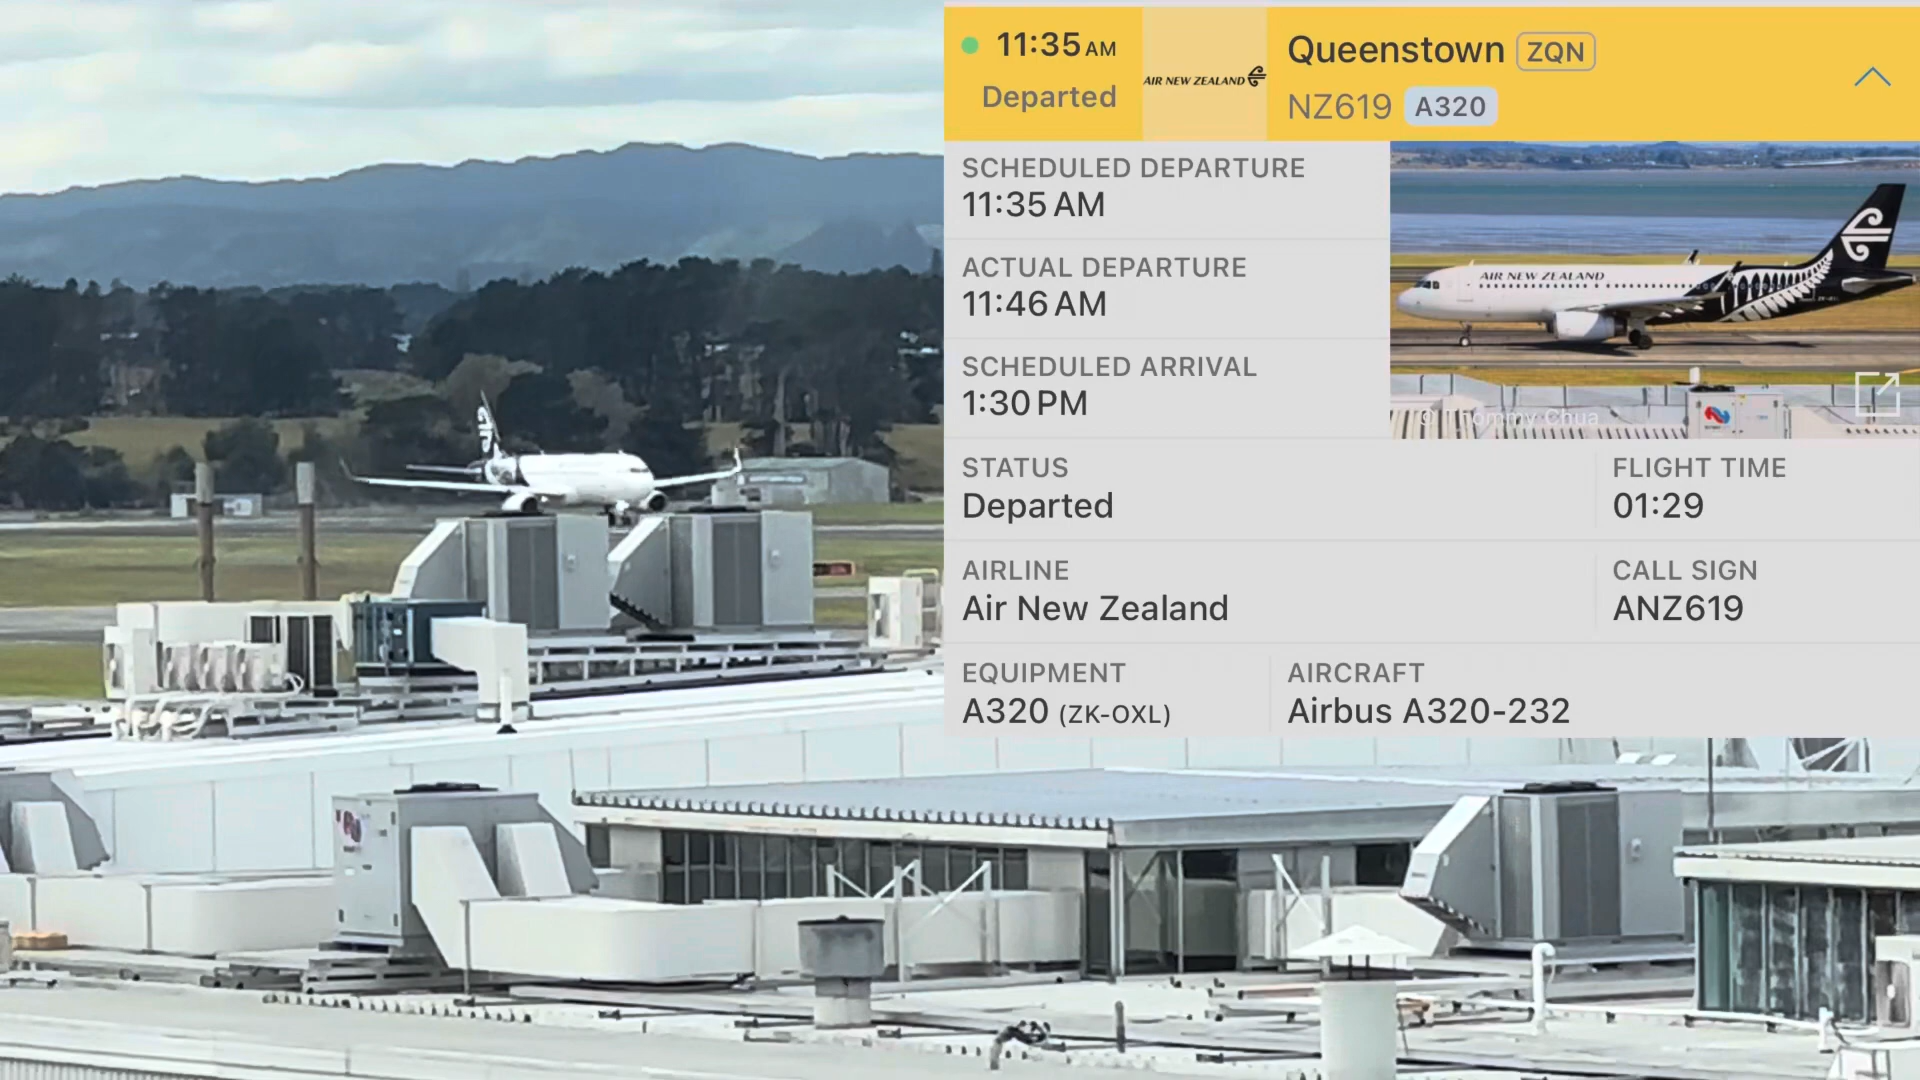 11:35 AM
Departed
AIR NEW ZEALAND
Queenstown ZQN
NZ619 A320
SCHEDULED DEPARTURE
11:35 AM
ACTUAL DEPARTURE
11:46 AM
SCHEDULED ARRIVAL
1:30 PM
AIR NEW ZEALAND
© Thommy Chua
STATUS
Departed
FLIGHT TIME
01:29
AIRLINE
Air New Zealand
CALL SIGN
ANZ619
EQUIPMENT
A320 (ZK-OXL)
AIRCRAFT
Airbus A320-232